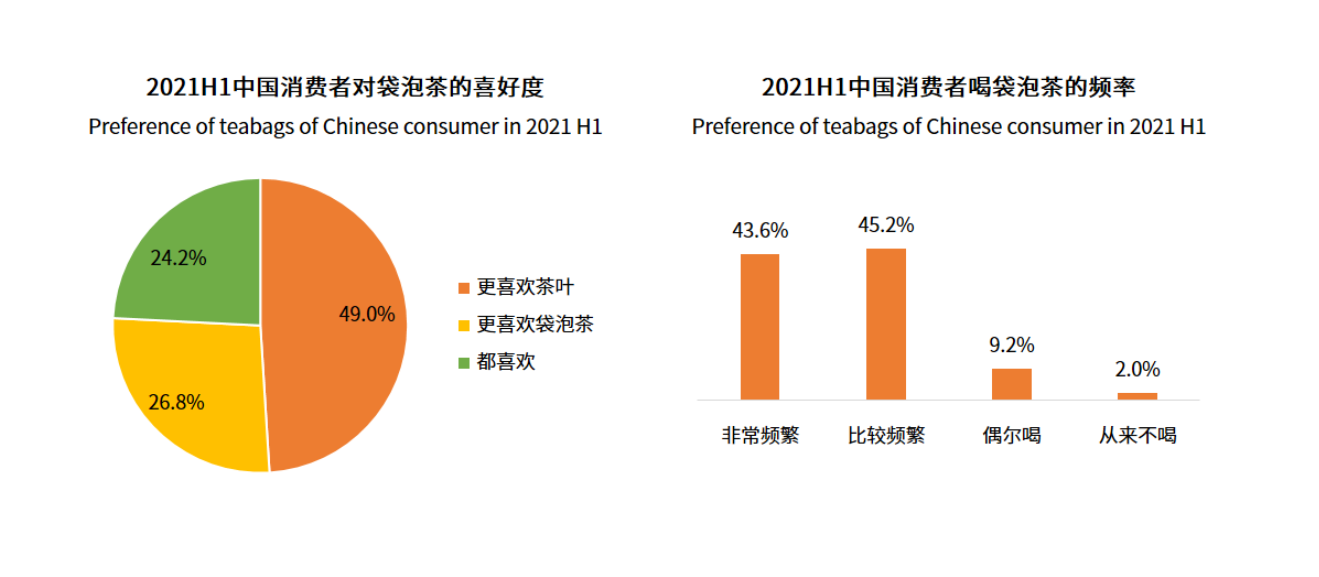 2021H1中国消费者对袋泡茶的喜好度
Preference of teabags of Chinese consumer in 2021 H1
24.2%
49.0%
26.8%
更喜欢茶叶
更喜欢袋泡茶
都喜欢
2021H1中国消费者喝袋泡茶的频率
Preference of teabags of Chinese consumer in 2021 H1
43.6%
45.2%
9.2%
2.0%
非常频繁
比较频繁
偶尔喝
从来不喝